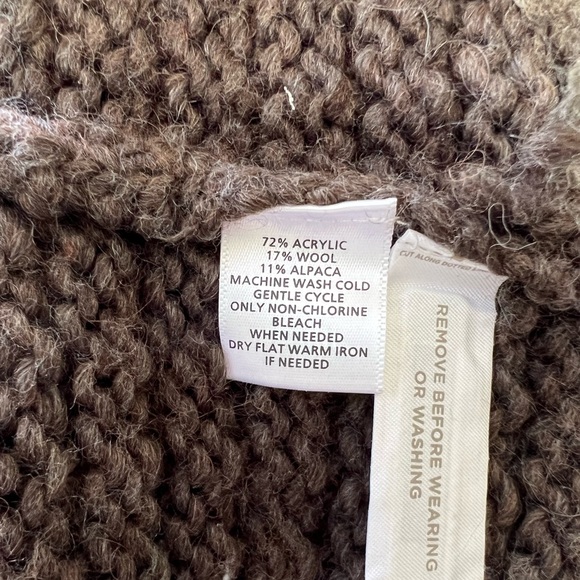 72% ACRYLIC
17% WOOL
11% ALPACA
MACHINE WASH COLD
GENTLE CYCLE
ONLY NON-CHLORINE
BLEACH
WHEN NEEDED
DRY FLAT WARM IRON
IF NEEDED
CUT ALONG DOTTED
REMOVE BEFORE WEARING
OR WASHING